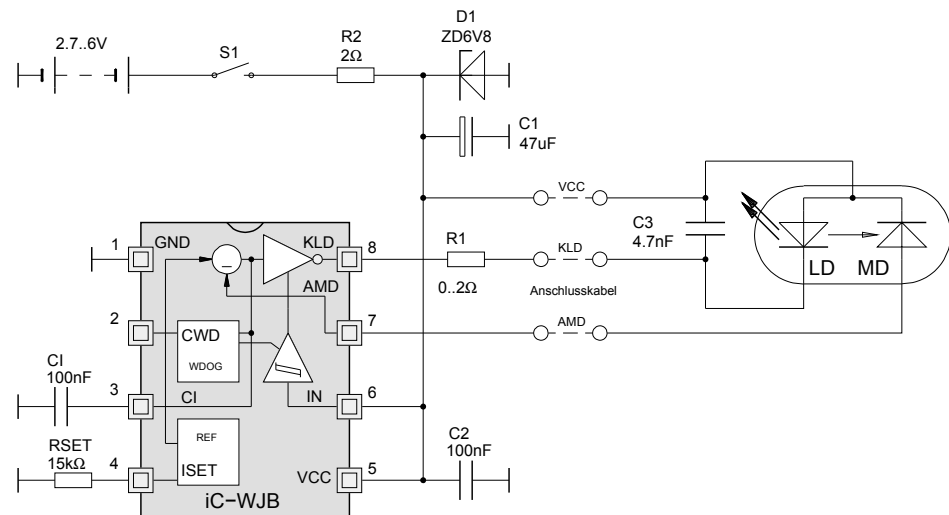 2.7..6V
S1
R2
2Ω
D1
ZD6V8
C1
47uF
VCC
C3
4.7nF
LD MD
1
GND
KLD
8
R1
0..2Ω
KLD
Anschlusskabel
AMD
7
AMD
2
CWD
WDOG
CI
100nF
3
CI
IN
6
RSET
15kΩ
4
REF
ISET
VCC
5
C2
100nF
iC−WJB